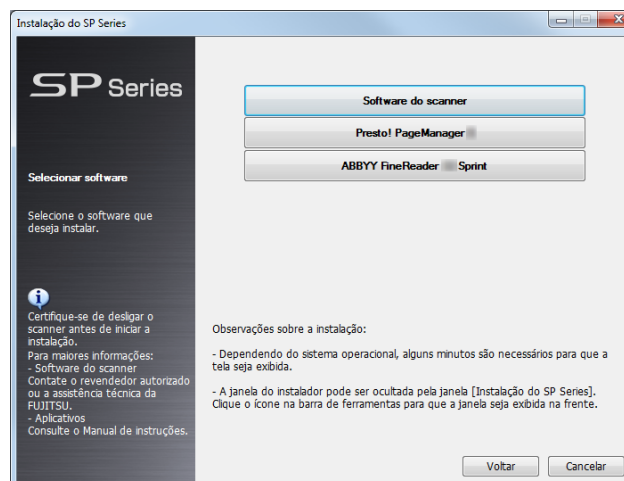 Instalação do SP Series
SP Series
Selecionar software
Selecione o software que
deseja instalar.
Certifique-se de desligar o
scanner antes de iniciar a
instalação.
Para maiores informações:
- Software do scanner
Contate o revendedor autorizado
ou a assistência técnica da
FUJITSU.
- Aplicativos
Consulte o Manual de instruções.
Software do scanner
Presto! PageManager
ABBYY FineReader Sprint
Observações sobre a instalação:
- Dependendo do sistema operacional, alguns minutos são necessários para que a
tela seja exibida.
- A janela do instalador pode ser ocultada pela janela [Instalação do SP Series].
Clique o ícone na barra de ferramentas para que a janela seja exibida na frente.
Voltar
Cancelar